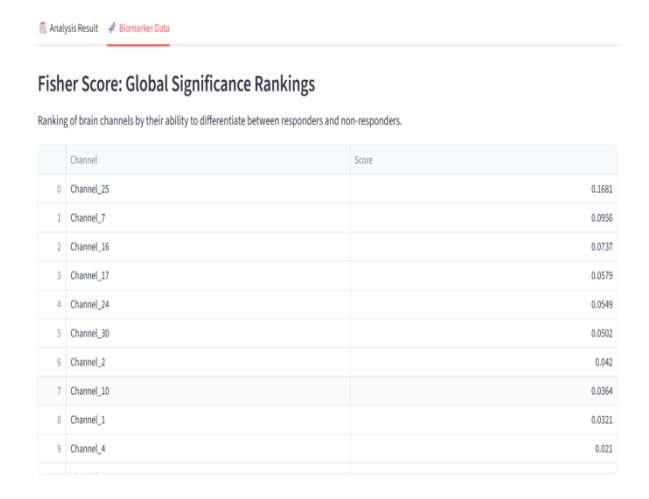 Analysis Result Biomarker Data
Fisher Score: Global Significance Rankings
Ranking of brain channels by their ability to differentiate between responders and non-responders.
Channel Score
0 Channel_25 0.1681
1 Channel_7 0.0956
2 Channel_16 0.0737
3 Channel_17 0.0579
4 Channel_24 0.0549
5 Channel_30 0.0502
6 Channel_2 0.042
7 Channel_10 0.0364
8 Channel_1 0.0321
9 Channel_4 0.021